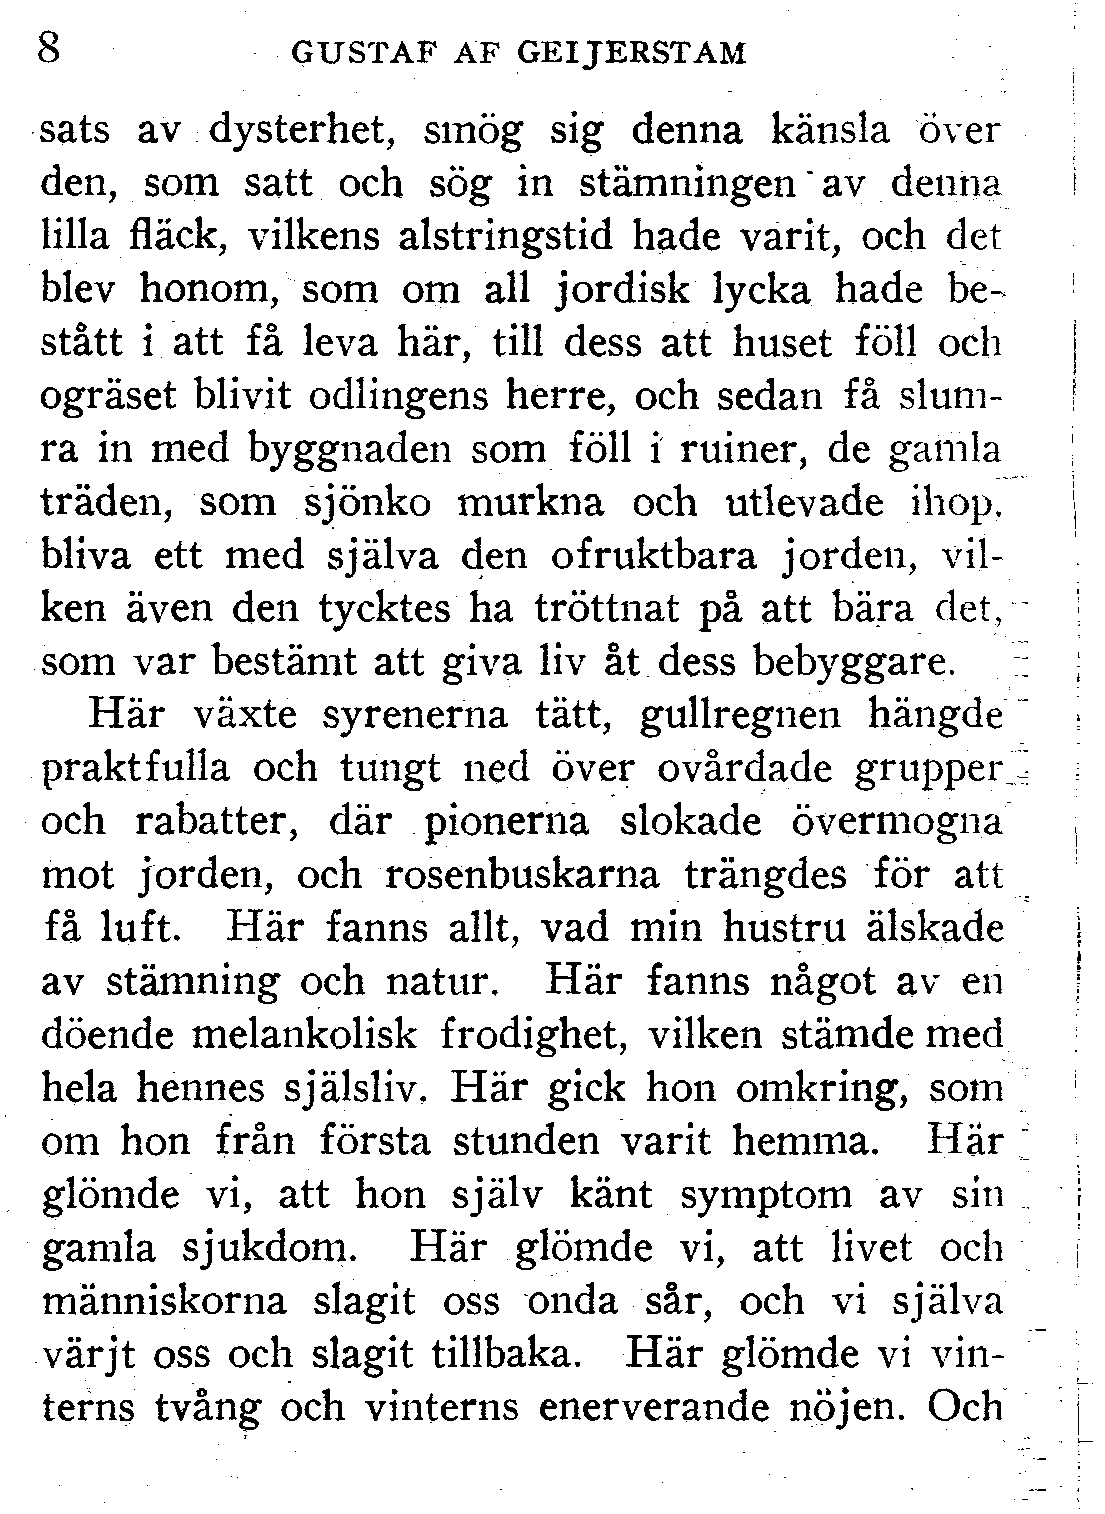 8 GUSTAF AF GEIJERSTAM
sats av dysterhet, smög sig denna känsla över
den, som satt och sög in stämningen av denna
lilla fläck, vilkens alstringstid hade varit, och det
blev honom, som om all jordisk lycka hade be-
stått i att få leva här, till dess att huset föll och
ogräset blivit odlingens herre, och sedan få slum-
ra in med byggnaden som föll i ruiner, de gamla
träden, som sjönko murkna och utlevade ihop,
bliva ett med själva den ofruktbara jorden, vil-
ken även den tycktes ha tröttnat på att bära det,
som var bestämt att giva liv åt dess bebyggare.
Här växte syrenerna tätt, gullregnen hängde
praktfulla och tungt ned över ovårdade grupper
och rabatter, där pionerna slokade övermogna
mot jorden, och rosenbuskarna trängdes för att
få luft. Här fanns allt, vad min hustru älskade
av stämning och natur. Här fanns något av en
döende melankolisk frodighet, vilken stämde med
hela hennes själsliv. Här gick hon omkring, som
om hon från första stunden varit hemma. Här
glömde vi, att hon själv känt symptom av sin
gamla sjukdom. Här glömde vi, att livet och
människorna slagit oss onda sår, och vi själva
värjt oss och slagit tillbaka. Här glömde vi vin-
terns tvång och vinterns enerverande nöjen. Och